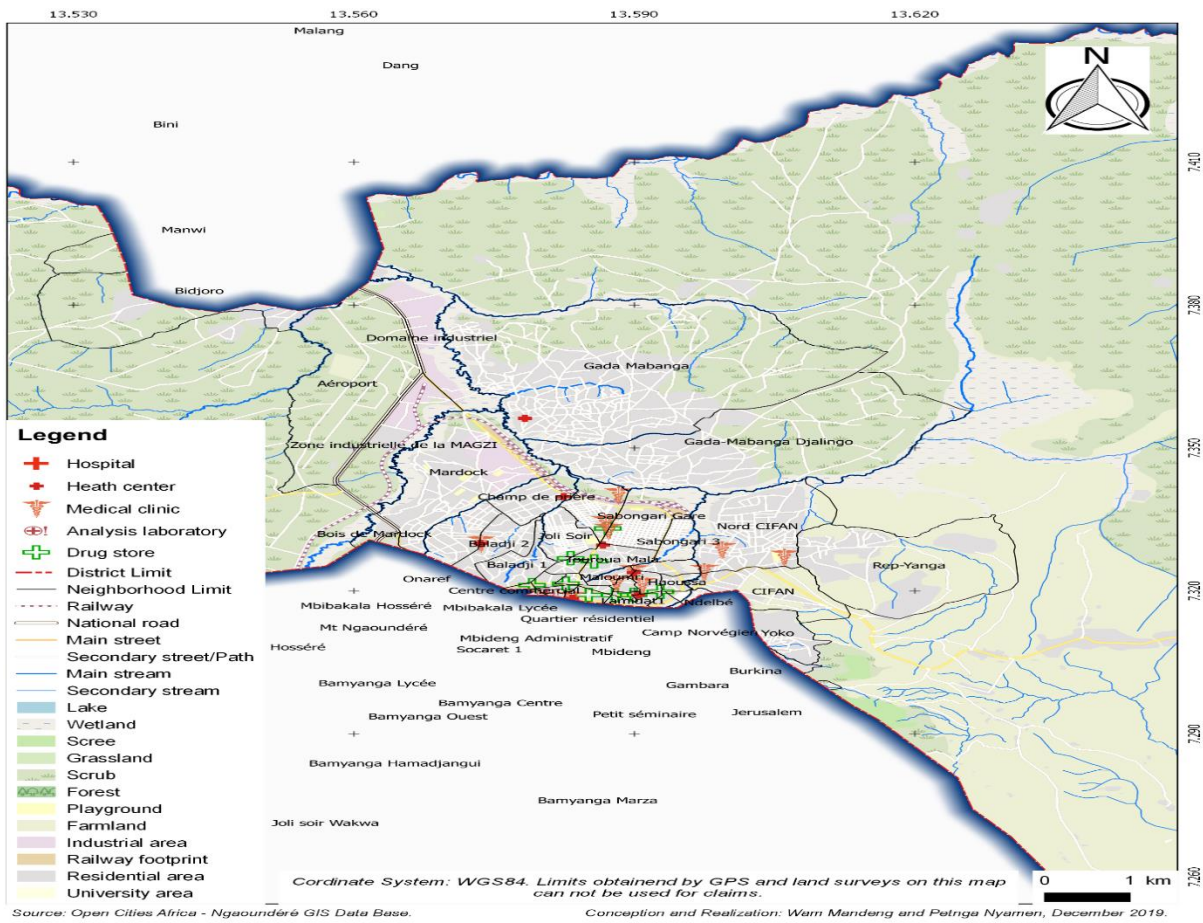 13.530 13.560 13.590 13.620
Malang
Dang
N
Bini
7.410
Manwi
Bidjoro
7.380
Domaine industriel
Gada Mabanga
Aéroport
Zone industrielle de la MAGZI
Gada-Mabanga Djalingo
7.350
Mardock
Champ de prière
Sabongari Gare
Nord CIFAN
Bois de Mardock
Baladji 2
Joli Soir
Sabongari 3
Baladji 1
Mala
Rep-Yanga
Onaref
Maloumri
Haoussa
7.320
Centre commercial
CIFAN
Mbibakala Hosséré
Mbibakala Lycée
Ndelbé
Quartier résidentiel
Mt Ngaoundéré
Camp Norvégien
Yoko
Hosséré
Mbideng Administratif
Socaret 1
Mbideng
Burkina
Bamyanga Lycée
Gambara
Bamyanga Centre
Bamyanga Ouest
Petit séminaire
Jerusalem
7.290
Bamyanga Hamadjangui
Bamyanga Marza
Joli soir Wakwa
7.260
Legend
Hospital
Heath center
Medical clinic
Analysis laboratory
Drug store
District Limit
Neighborhood Limit
Railway
National road
Main street
Secondary street/Path
Main stream
Secondary stream
Lake
Wetland
Scree
Grassland
Scrub
Forest
Playground
Farmland
Industrial area
Railway footprint
Residential area
University area
Cordinate System: WGS84. Limits obtainend by GPS and land surveys on this map
can not be used for claims.
0 1 km
Source: Open Cities Africa - Ngaoundéré GIS Data Base.
Conception and Realization: Wam Mandeng and Petnga Nyamen, December 2019.